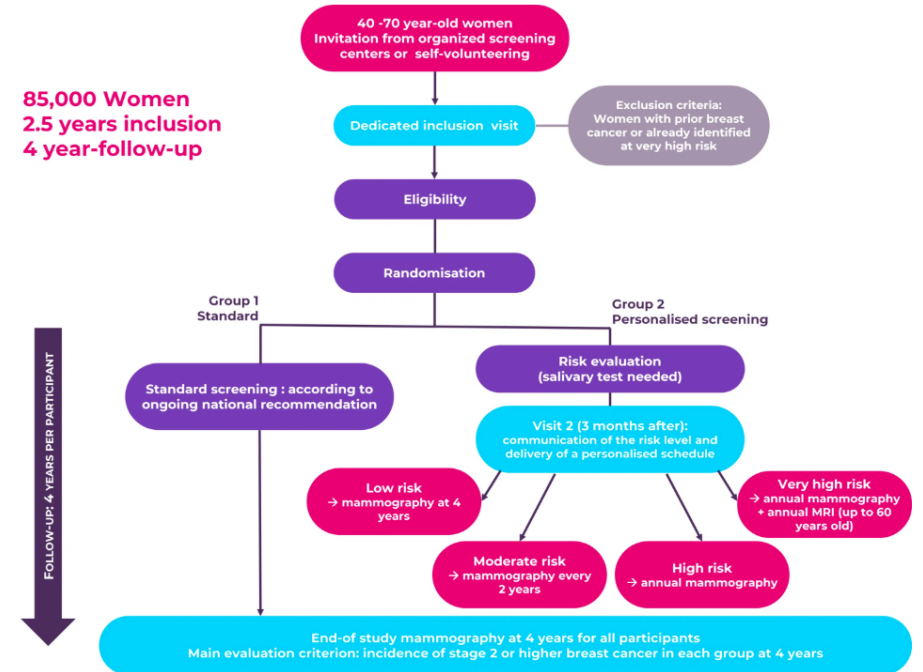 40 -70 year-old women
Invitation from organized screening
centers or self-volunteering
85,000 Women
2.5 years inclusion
4 year-follow-up
Dedicated inclusion visit
Exclusion criteria:
Women with prior breast
cancer or already identified
at very high risk
Eligibility
Randomisation
Group 1
Standard
Group 2
Personalised screening
FOLLOW-UP: 4 YEARS PER PARTICIPANT
Standard screening : according to
ongoing national recommendation
Risk evaluation
(salivary test needed)
Visit 2 (3 months after):
communication of the risk level and
delivery of a personalised schedule
Low risk
→ mammography at 4
years
Moderate risk
→ mammography every
2 years
High risk
→ annual mammography
Very high risk
→ annual mammography
+ annual MRI (up to 60
years old)
End-of study mammography at 4 years for all participants
Main evaluation criterion: incidence of stage 2 or higher breast cancer in each group at 4 years